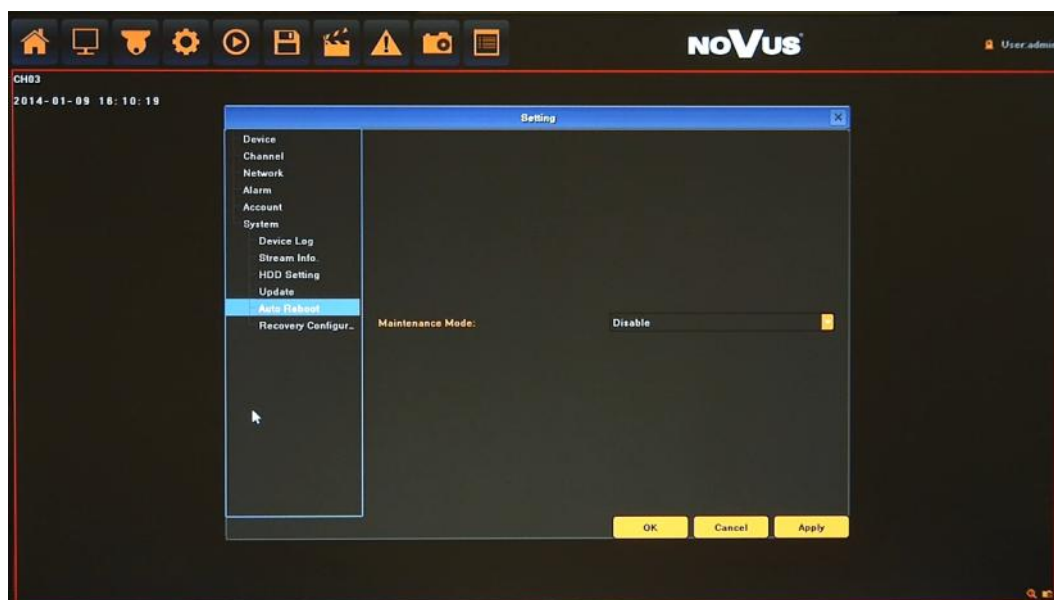 NOVUS
User:admin
CH03
2014-01-09 16:10:19
Setting
Device
Channel
Network
Alarm
Account
System
Device Log
Stream Info.
HDD Setting
Update
Auto Reboot
Recovery Configur..
Maintenance Mode:
Disable
OK
Cancel
Apply